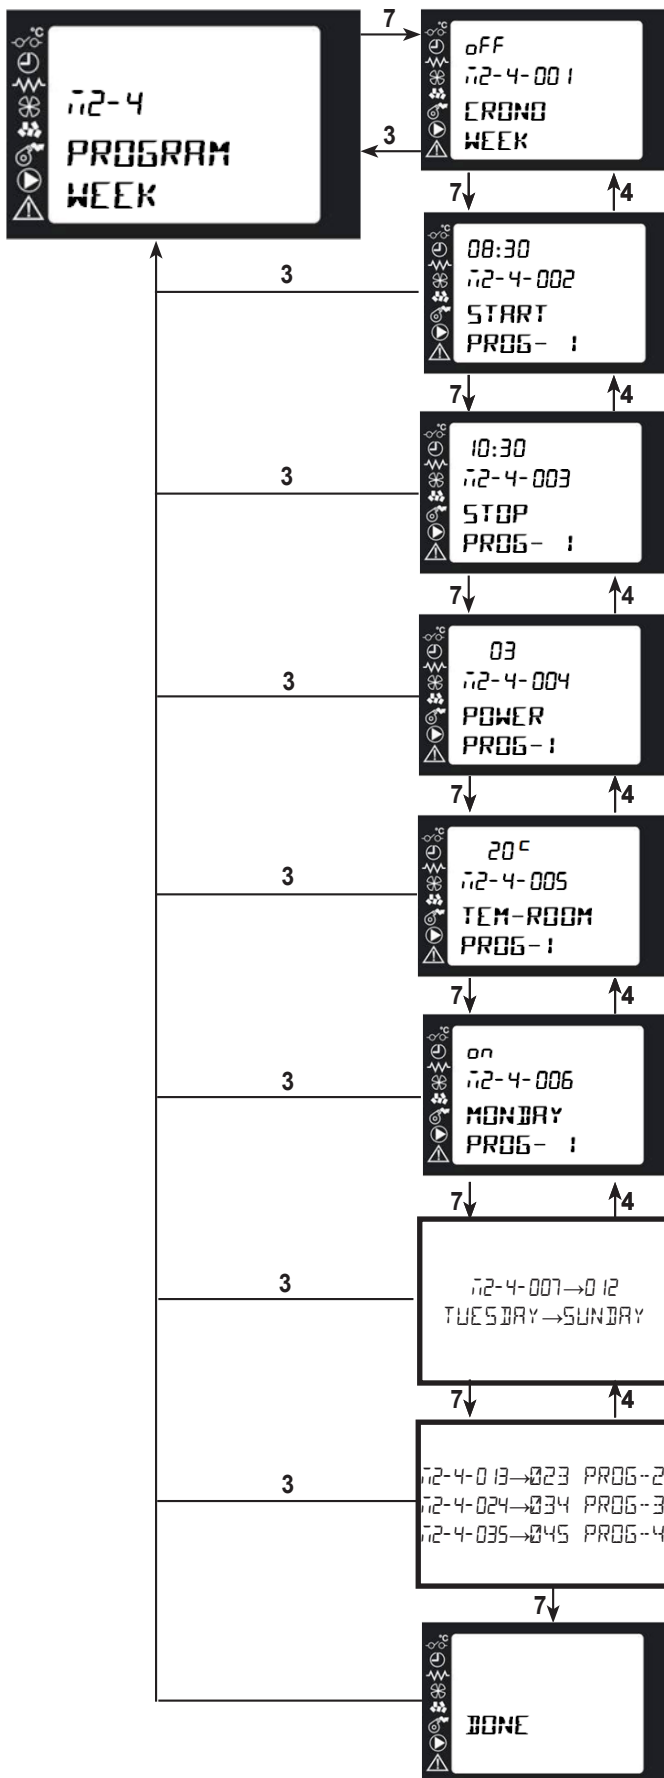 °C
M2-4
PROGRAM
WEEK
7
3
°C
oFF
M2-4-001
ERONO
WEEK
7
4
3
°C
08:30
M2-4-002
START
PROG- 1
7
4
3
°C
10:30
M2-4-003
STOP
PROG- 1
7
4
3
°C
03
M2-4-004
POWER
PROG-1
7
4
3
°C
20 c
M2-4-005
TEM-ROOM
PROG-1
7
4
3
°C
on
M2-4-006
MONDAY
PROG- 1
7
4
3
M2-4-007→012
TUESDAY→SUNDAY
7
4
3
M2-4-013→023 PROG-2
M2-4-024→034 PROG-3
M2-4-035→045 PROG-4
7
°C
DONE